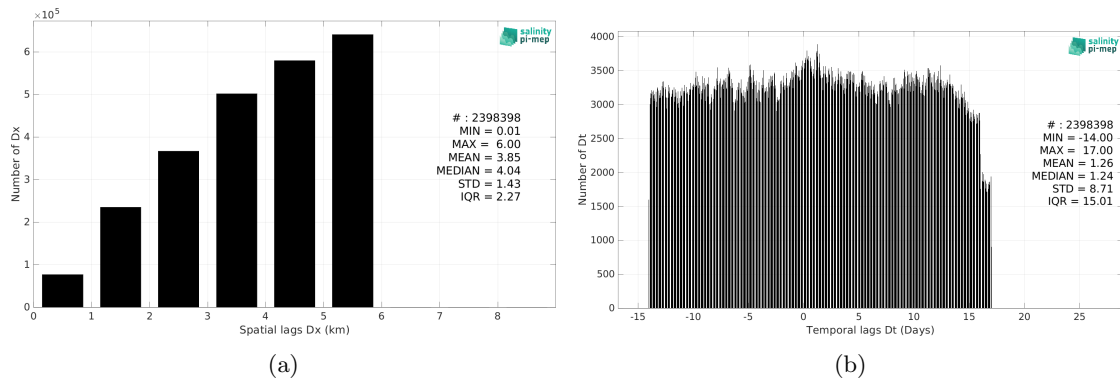 ×10⁵
6
5
4
3
2
1
0
Number of Dx
salinity
pi-mep
# : 2398398
MIN = 0.01
MAX = 6.00
MEAN = 3.85
MEDIAN = 4.04
STD = 1.43
IQR = 2.27
0 1 2 3 4 5 6 7 8
Spatial lags Dx (km)
(a)
4000
3500
3000
2500
2000
1500
1000
500
0
Number of Dt
salinity
pi-mep
# : 2398398
MIN = -14.00
MAX = 17.00
MEAN = 1.26
MEDIAN = 1.24
STD = 8.71
IQR = 15.01
-15 -10 -5 0 5 10 15 20 25
Temporal lags Dt (Days)
(b)